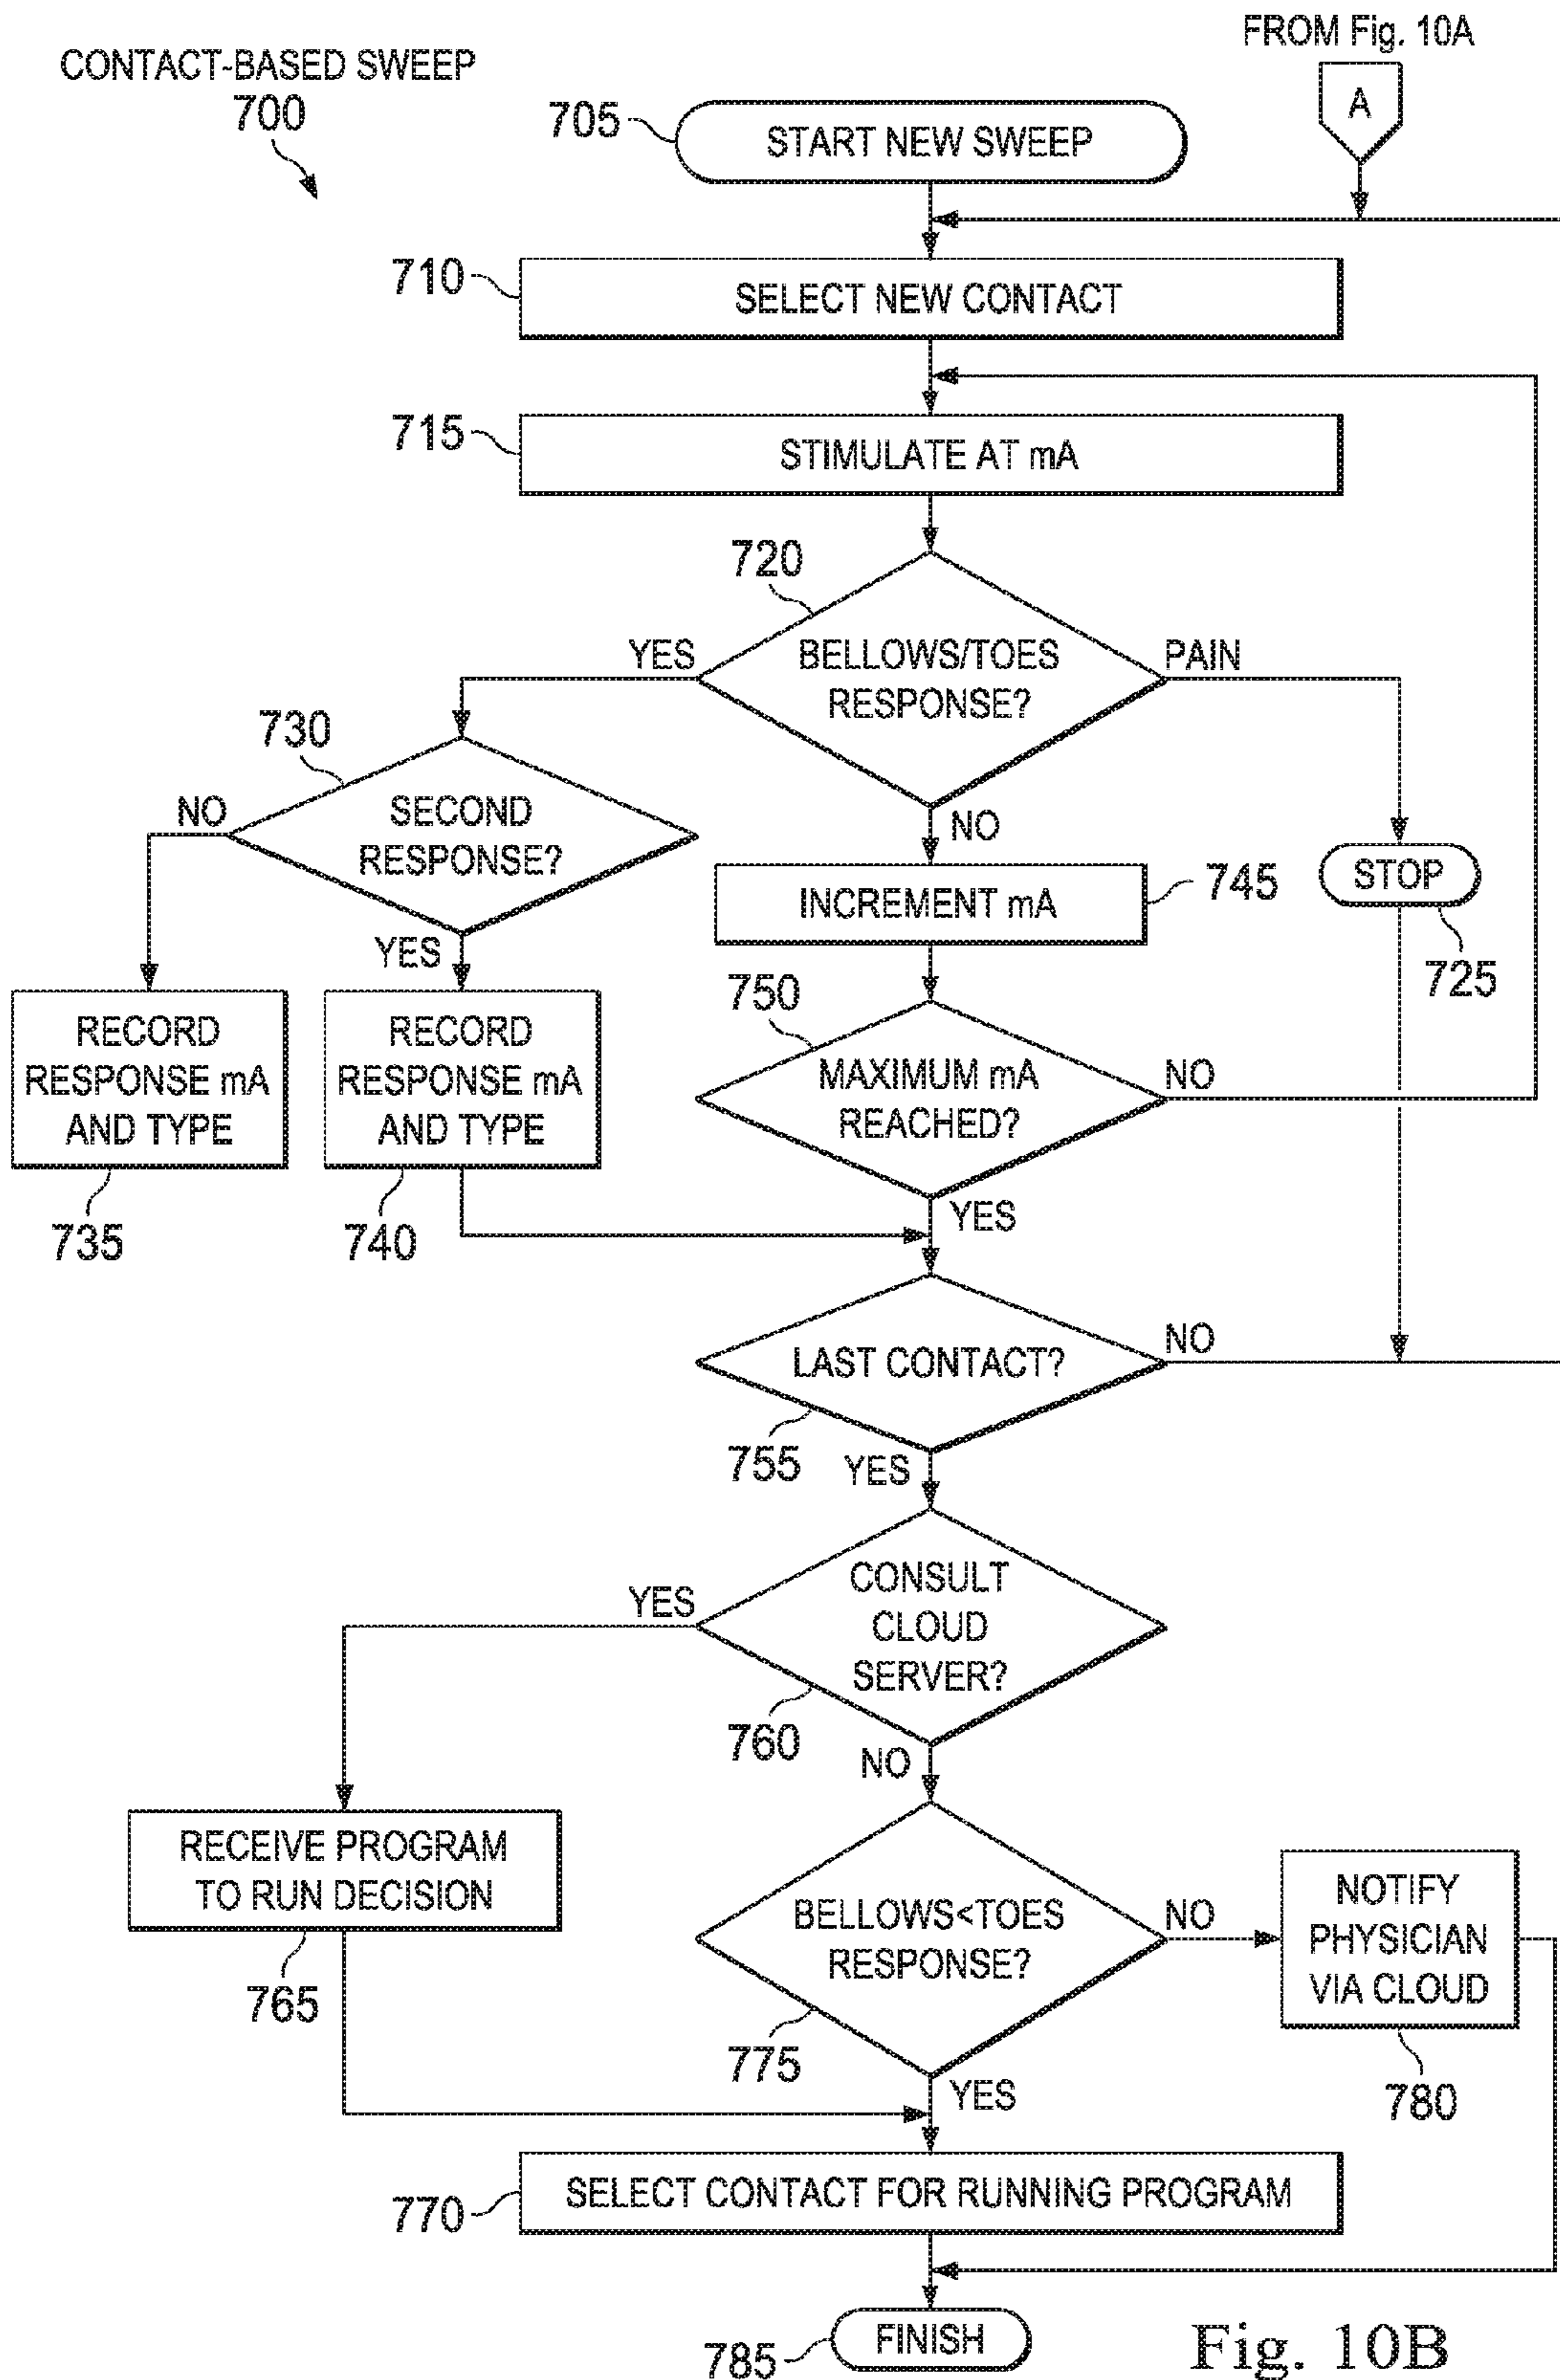 FROM Fig. 10A
A
CONTACT-BASED SWEEP
700
705
START NEW SWEEP
710
SELECT NEW CONTACT
715
STIMULATE AT mA
720
YES
BELLOWS/TOES
RESPONSE?
PAIN
730
NO
SECOND
RESPONSE?
NO
YES
INCREMENT mA
745
STOP
725
RECORD
RESPONSE mA
AND TYPE
735
RECORD
RESPONSE mA
AND TYPE
740
750
MAXIMUM mA
REACHED?
NO
YES
LAST CONTACT?
NO
755
YES
YES
CONSULT
CLOUD
SERVER?
760
NO
RECEIVE PROGRAM
TO RUN DECISION
765
BELLOWS<TOES
RESPONSE?
NO
775
YES
NOTIFY
PHYSICIAN
VIA CLOUD
780
770
SELECT CONTACT FOR RUNNING PROGRAM
785
FINISH
Fig. 10B